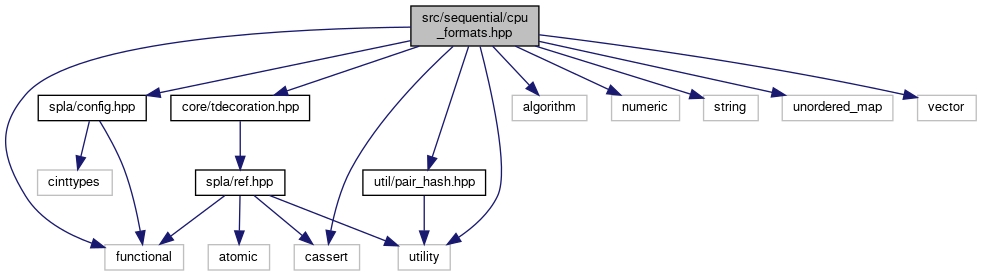 src/sequential/cpu
_formats.hpp
spla/config.hpp
core/tdecoration.hpp
algorithm
numeric
string
unordered_map
vector
cinttypes
spla/ref.hpp
util/pair_hash.hpp
functional
atomic
cassert
utility